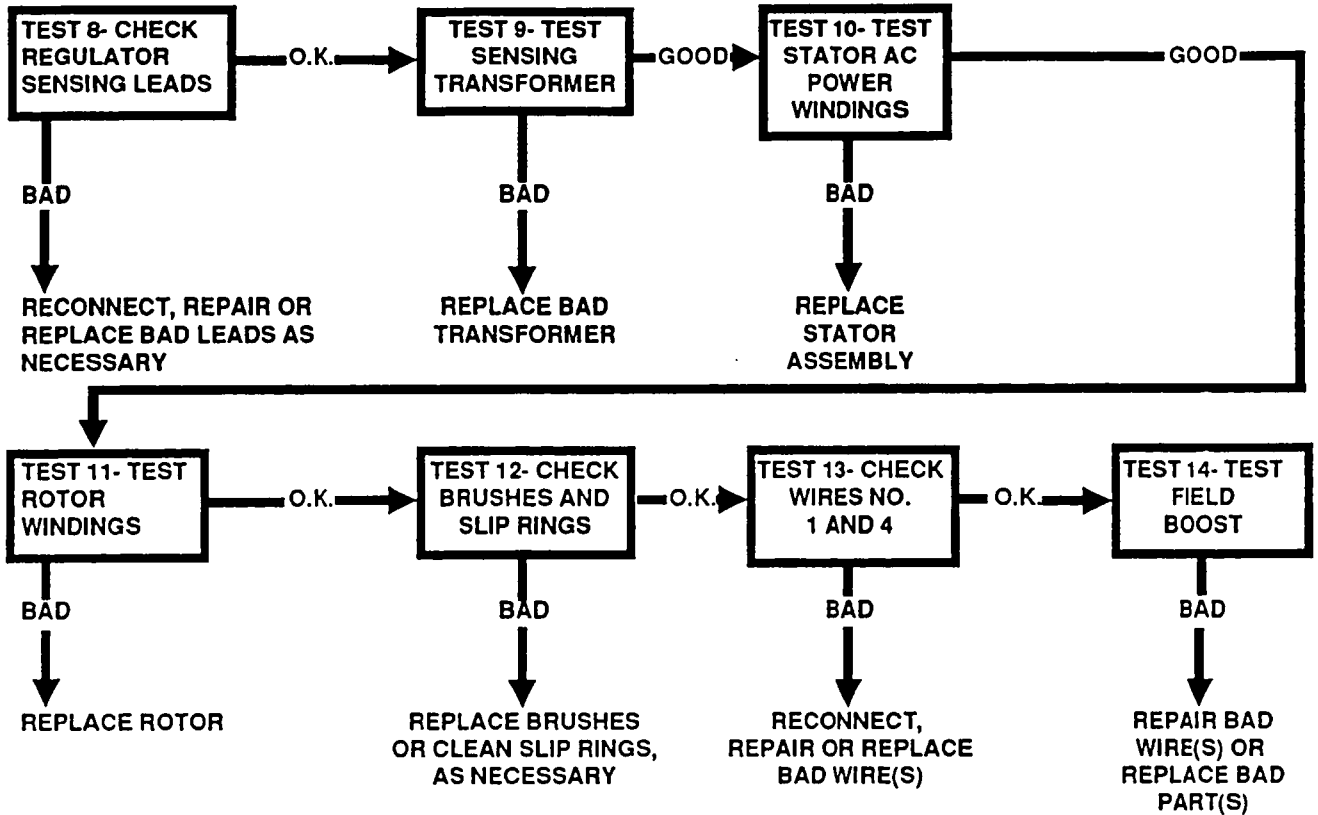 TEST 8- CHECK
REGULATOR
SENSING LEADS
O.K.
TEST 9- TEST
SENSING
TRANSFORMER
GOOD
TEST 10- TEST
STATOR AC
POWER
WINDINGS
GOOD
BAD
BAD
BAD
RECONNECT, REPAIR OR
REPLACE BAD LEADS AS
NECESSARY
REPLACE BAD
TRANSFORMER
REPLACE
STATOR
ASSEMBLY
TEST 11- TEST
ROTOR
WINDINGS
O.K.
TEST 12- CHECK
BRUSHES AND
SLIP RINGS
O.K.
TEST 13- CHECK
WIRES NO.
1 AND 4
O.K.
TEST 14- TEST
FIELD
BOOST
BAD
BAD
BAD
BAD
REPLACE ROTOR
REPLACE BRUSHES
OR CLEAN SLIP RINGS,
AS NECESSARY
RECONNECT,
REPAIR OR REPLACE
BAD WIRE(S)
REPAIR BAD
WIRE(S) OR
REPLACE BAD
PART(S)